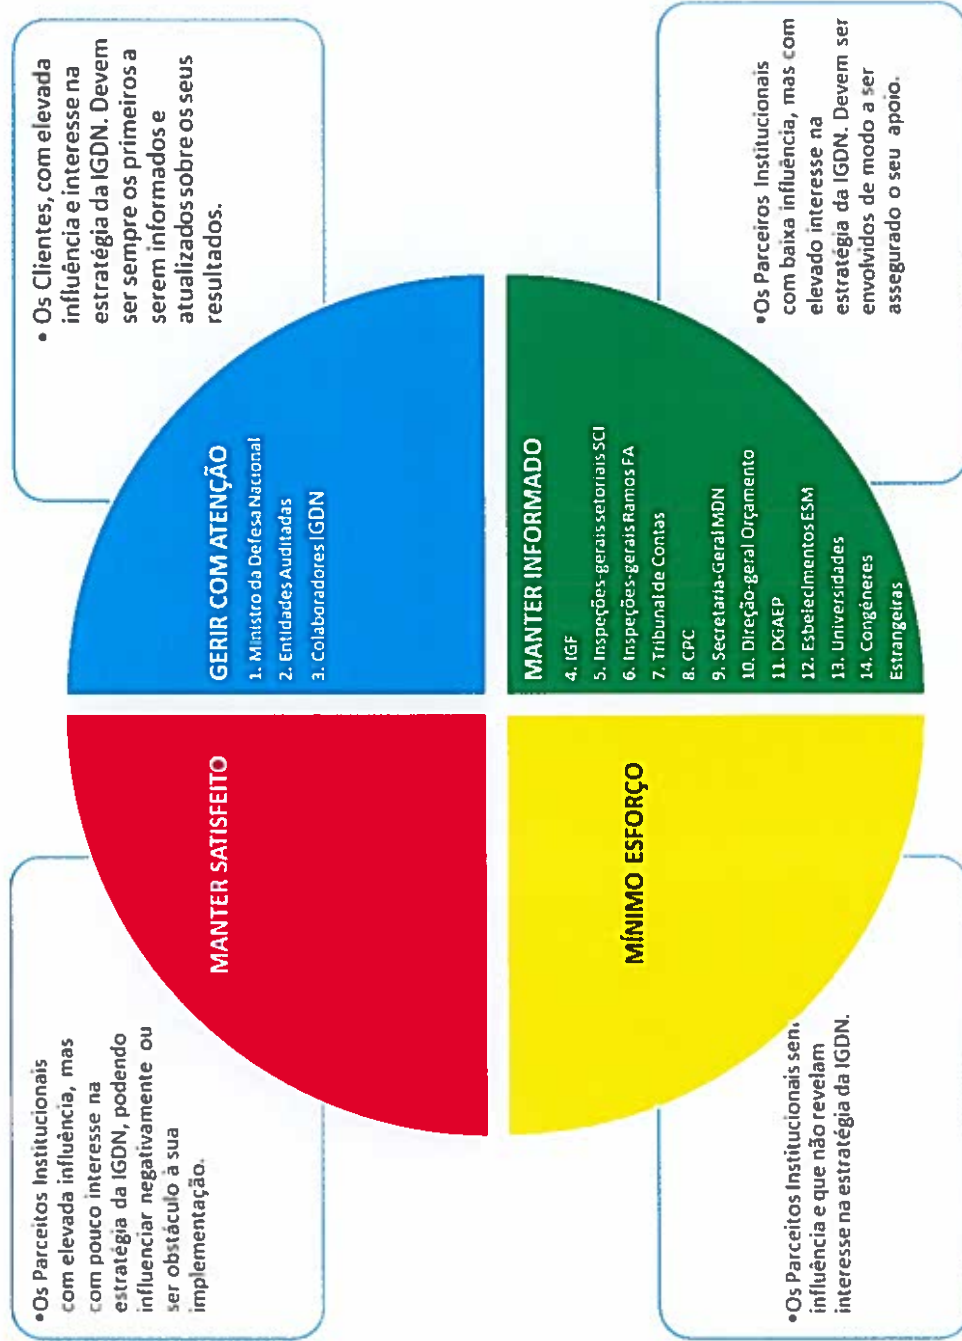 •Os Parceitos Institucionais
com elevada influência, mas
com pouco interesse na
estratégia da IGDN, podendo
influenciar negativamente ou
ser obstáculo à sua
implementação.
• Os Clientes, com elevada
influência e interesse na
estratégia da IGDN. Devem
ser sempre os primeiros a
serem informados e
atualizados sobre os seus
resultados.
MANTER SATISFEITO
GERIR COM ATENÇÃO
1. Ministro da Defesa Nacional
2. Entidades Auditadas
3. Colaboradores IGDN
MÍNIMO ESFORÇO
MANTER INFORMADO
4. IGF
5. Inspeções-gerais setoriais SCI
6. Inspeções-gerais Ramos FA
7. Tribunal de Contas
8. CPC
9. Secretaria-Geral MDN
10. Direção-geral Orçamento
11. DGAEP
12. Esbelecimentos ESM
13. Universidades
14. Congéneres
Estrangeiras
•Os Parceitos Institucionais
influência e que não revelam
interesse na estratégia da IGDN.
•Os Parceiros Institucionais
com baixa influência, mas com
elevado interesse na
estratégia da IGDN. Devem ser
envolvidos de modo a ser
assegurado o seu apoio.